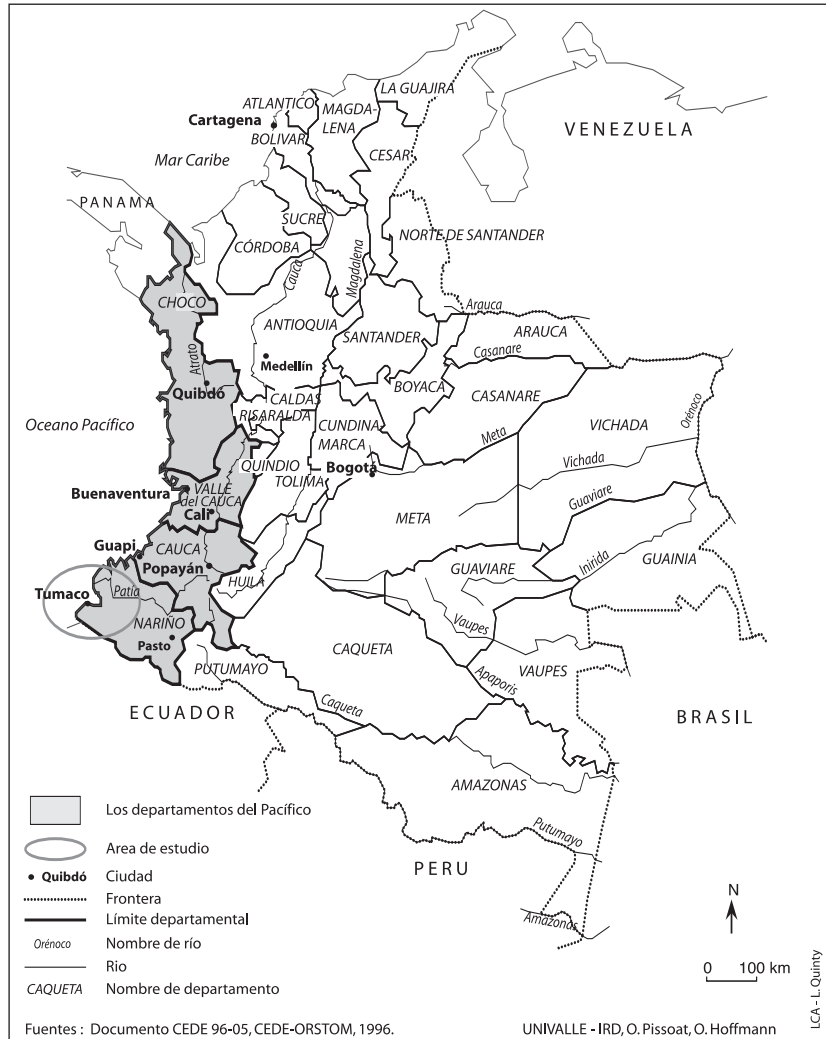 LA GUAJIRA
ATLANTICO
MAGDA-
LENA
Cartagena
VENEZUELA
BOLIVAR
CESAR
Mar Caribe
PANAMA
SUCRE
NORTE DE SANTANDER
CÓRDOBA
Cauca
Magdalena
CHOCO
Arauca
ANTIOQUIA
SANTANDER
ARAUCA
Atrato
Medellín
Casanare
BOYACA
Quibdó
CALDAS
CASANARE
RISARALDA
CUNDINA
MARCA
Orénoco
Oceano Pacífico
VICHADA
Meta
QUINDIO
Bogotá
Vichada
TOLIMA
Buenaventura
VALLE
del CAUCA
Guaviare
Cali
META
Guapi
CAUCA
GUAINIA
Popayán
GUAVIARE
Inirida
HUILA
Tumaco
Patía
NARIÑO
Vaupes
Pasto
CAQUETA
PUTUMAYO
VAUPES
Apaporis
ECUADOR
Caqueta
BRASIL
AMAZONAS
Putumayo
PERU
Amazonas
Los departamentos del Pacífico
Area de estudio
Quibdó Ciudad
Frontera
Límite departamental
Orénoco Nombre de río
Rio
CAQUETA Nombre de departamento
N
0 100 km
LCA - L. Quinty
Fuentes : Documento CEDE 96-05, CEDE-ORSTOM, 1996. UNIVALLE - IRD, O. Pissoat, O. Hoffmann